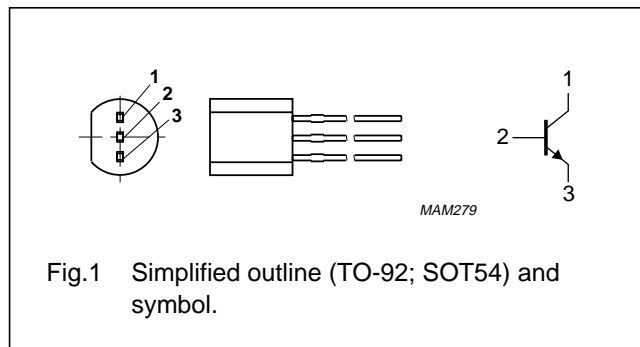 1
2
3
1
2
3
MAM279
Fig.1 Simplified outline (TO-92; SOT54) and
symbol.